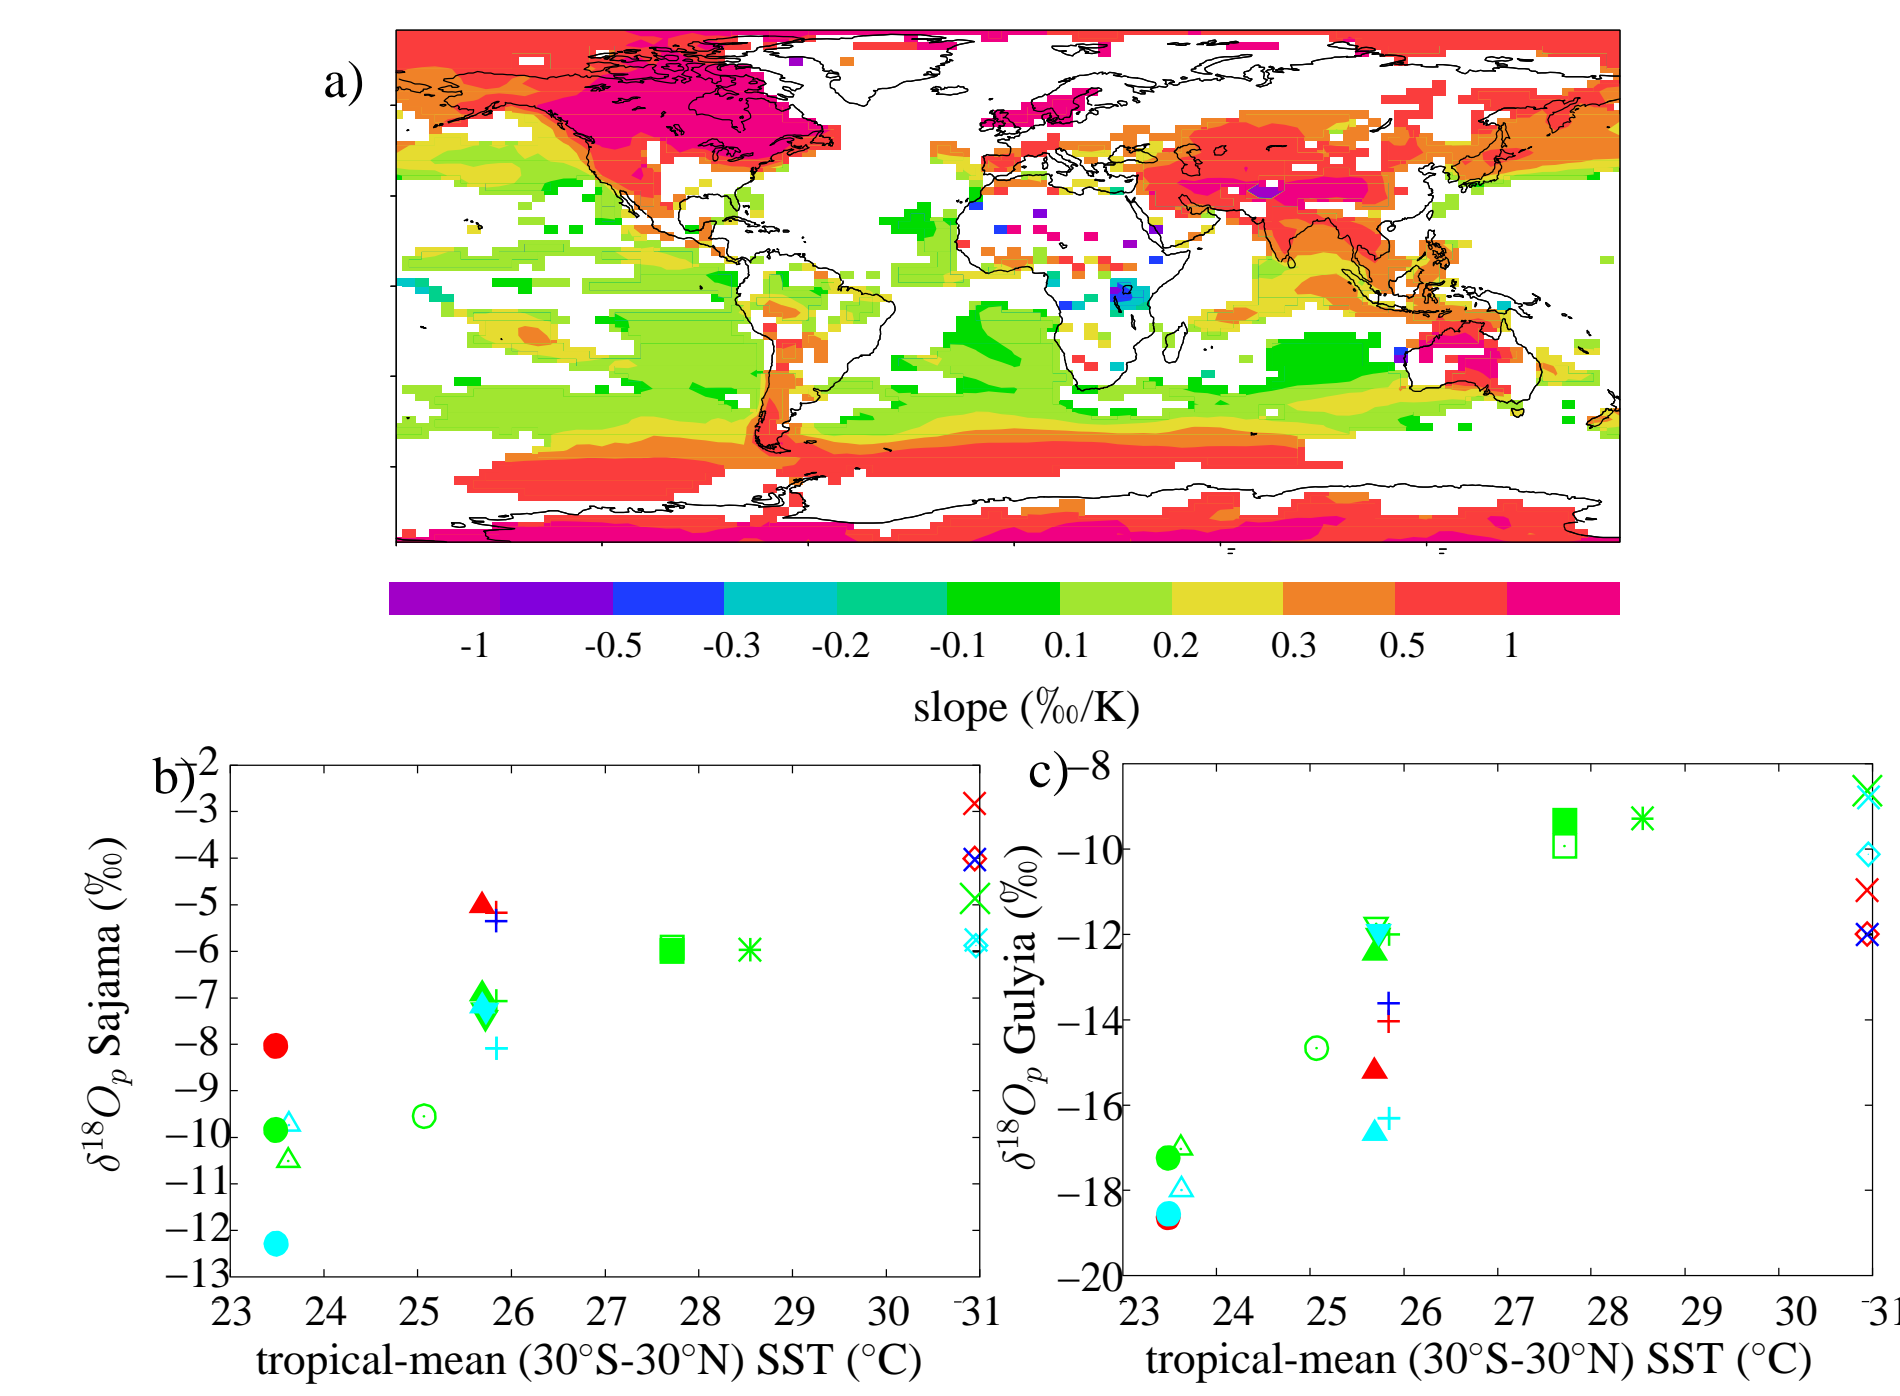 a)
-1 -0.5 -0.3 -0.2 -0.1 0.1 0.2 0.3 0.5 1
slope (‰/K)
b)
−2
−3
−4
−5
−6
−7
−8
−9
−10
−11
−12
−13
δ¹⁸Oₚ Sajama (‰)
23 24 25 26 27 28 29 30 31
tropical-mean (30°S-30°N) SST (°C)
c)
−8
−10
−12
−14
−16
−18
−20
δ¹⁸Oₚ Gulyia (‰)
23 24 25 26 27 28 29 30 31
tropical-mean (30°S-30°N) SST (°C)